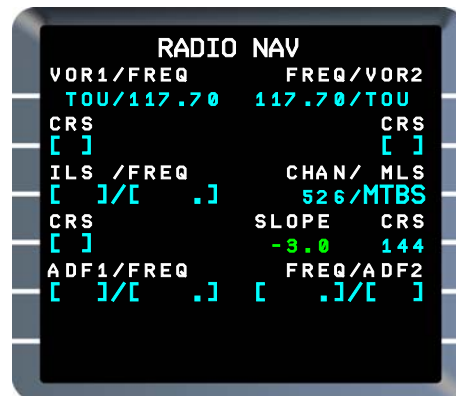 RADIO NAV
VOR1/FREQ FREQ/VOR2
TOU/117.70 117.70/TOU
CRS CRS
[ ] [ ]
ILS /FREQ CHAN/ MLS
[ ]/[ .] 526/MTBS
CRS SLOPE CRS
[ ] -3.0 144
ADF1/FREQ FREQ/ADF2
[ ]/[ .] [ .]/[ ]